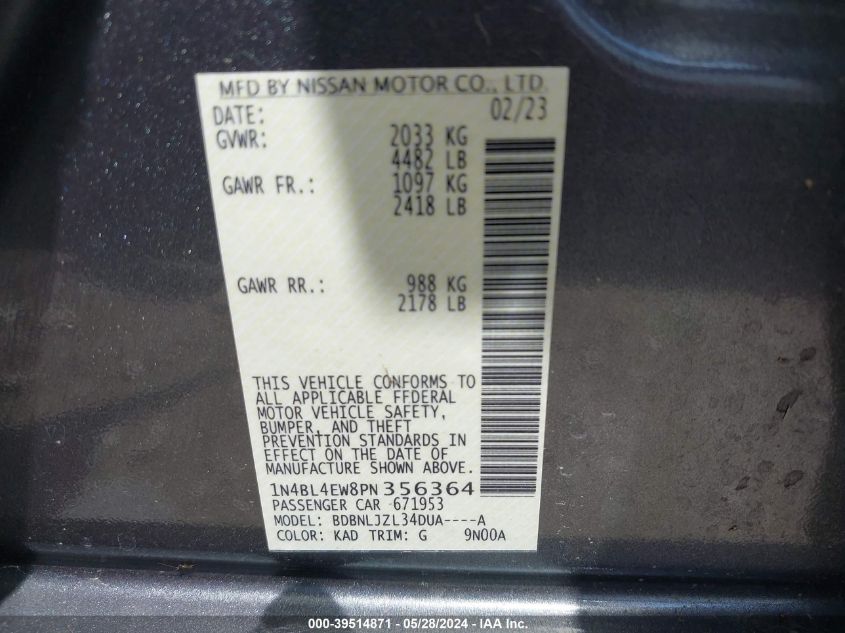 MFD BY NISSAN MOTOR CO., LTD.
DATE: 02/23
GVWR: 2033 KG
4482 LB
GAWR FR.: 1097 KG
2418 LB
GAWR RR.: 988 KG
2178 LB
THIS VEHICLE CONFORMS TO
ALL APPLICABLE FFDERAL
MOTOR VEHICLE SAFETY,
BUMPER, AND THEFT
PREVENTION STANDARDS IN
EFFECT ON THE DATE OF
MANUFACTURE SHOWN ABOVE.
1N4BL4EW8PN356364
PASSENGER CAR 671953
MODEL: BDBNLJZL34DUA----A
COLOR: KAD TRIM: G 9N00A
000-39514871 - 05/28/2024 - IAA Inc.